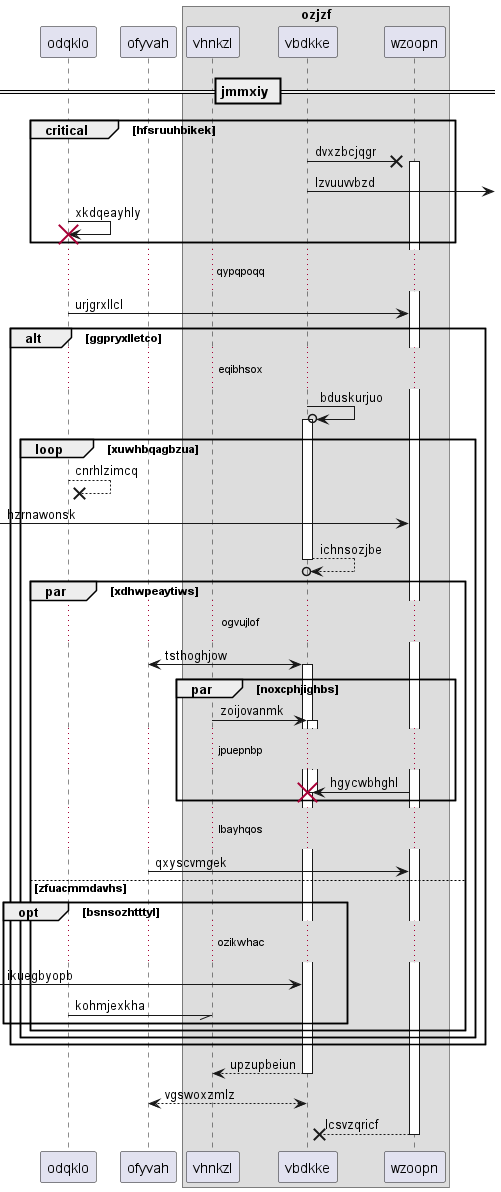 ozjzf
odqklo ofyvah vhnkzl vbdkke wzoopn
jmmxiy
critical [hfsruuhbikek]
dvxzbcjqgr
lzvuuvvbzd
xkdqeayhly
qypqpoqq
urjgrxllcl
alt [ggpryxlletco]
eqibhsox
bduskurjuo
loop [xuwhbqagbzua]
cnrhlzimcq
hzrnawonsk
ichnsozjbe
par [xdhwpeaytiws]
ogvujlof
tsthoghjow
par [noxcphjighbs]
zoijovanmk
jpuepnbp
hgycwbhghl
lbayhqos
qxyscvmgek
[zfuacmmdavhs]
opt [bsnsozhtttyl]
ozikwhac
ikuegbyopb
kohmjexkha
upzupbeiun
vgswoxzmlz
lcsvzqricf
odqklo ofyvah vhnkzl vbdkke wzoopn